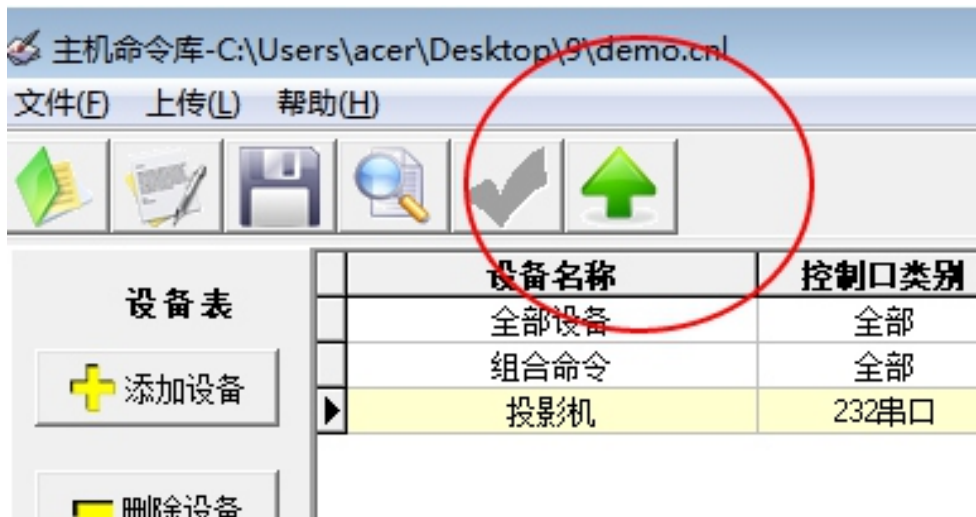 主机命令库-C:\Users\acer\Desktop\9\demo.cnl
文件(F) 上传(L) 帮助(H)
设备表
添加设备
删除设备
设备名称 控制口类别
全部设备 全部
组合命令 全部
投影机 232串口